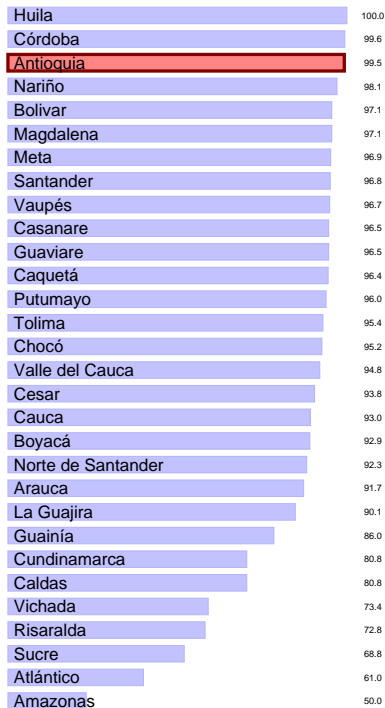 Huila 100.0
Córdoba 99.6
Antioquia 99.5
Nariño 98.1
Bolivar 97.1
Magdalena 97.1
Meta 96.9
Santander 96.8
Vaupés 96.7
Casanare 96.5
Guaviare 96.5
Caquetá 96.4
Putumayo 96.0
Tolima 95.4
Chocó 95.2
Valle del Cauca 94.8
Cesar 93.8
Cauca 93.0
Boyacá 92.9
Norte de Santander 92.3
Arauca 91.7
La Guajira 90.1
Guainía 86.0
Cundinamarca 80.8
Caldas 80.8
Vichada 73.4
Risaralda 72.8
Sucre 68.8
Atlántico 61.0
Amazonas 50.0